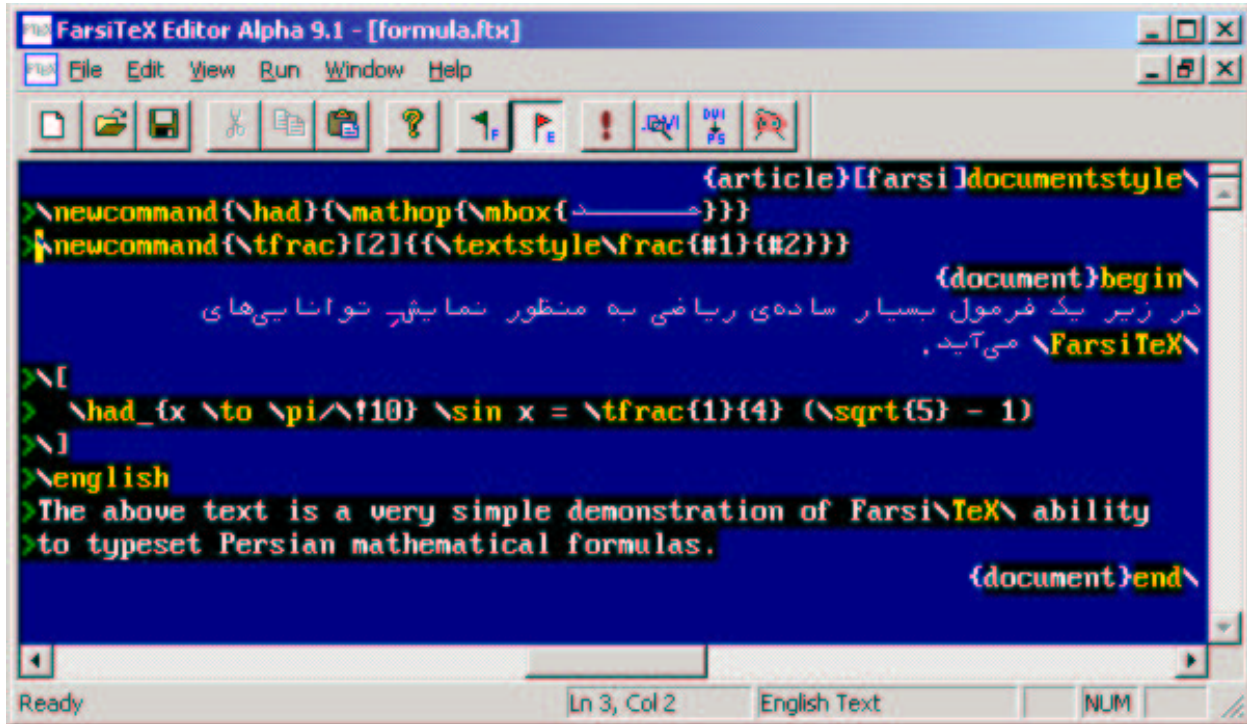 FarsiTeX Editor Alpha 9.1 - [formula.ftx]
File Edit View Run Window Help
\documentstyle[farsi]{article}
>\newcommand{\had}{\mathop{\mbox{حــــــد}}}
>\newcommand{\tfrac}[2]{{\textstyle\frac{#1}{#2}}}
\begin{document}
در زیر یک فرمول بسیار ساده‌ی ریاضی به منظور نمایشِ توانایی‌های
\FarsiTeX\ می‌آید.
>\[
> \had_{x \to \pi/\!10} \sin x = \tfrac{1}{4} (\sqrt{5} - 1)
>\]
>\english
>The above text is a very simple demonstration of Farsi\TeX\ ability
>to typeset Persian mathematical formulas.
\end{document}
Ready Ln 3, Col 2 English Text NUM